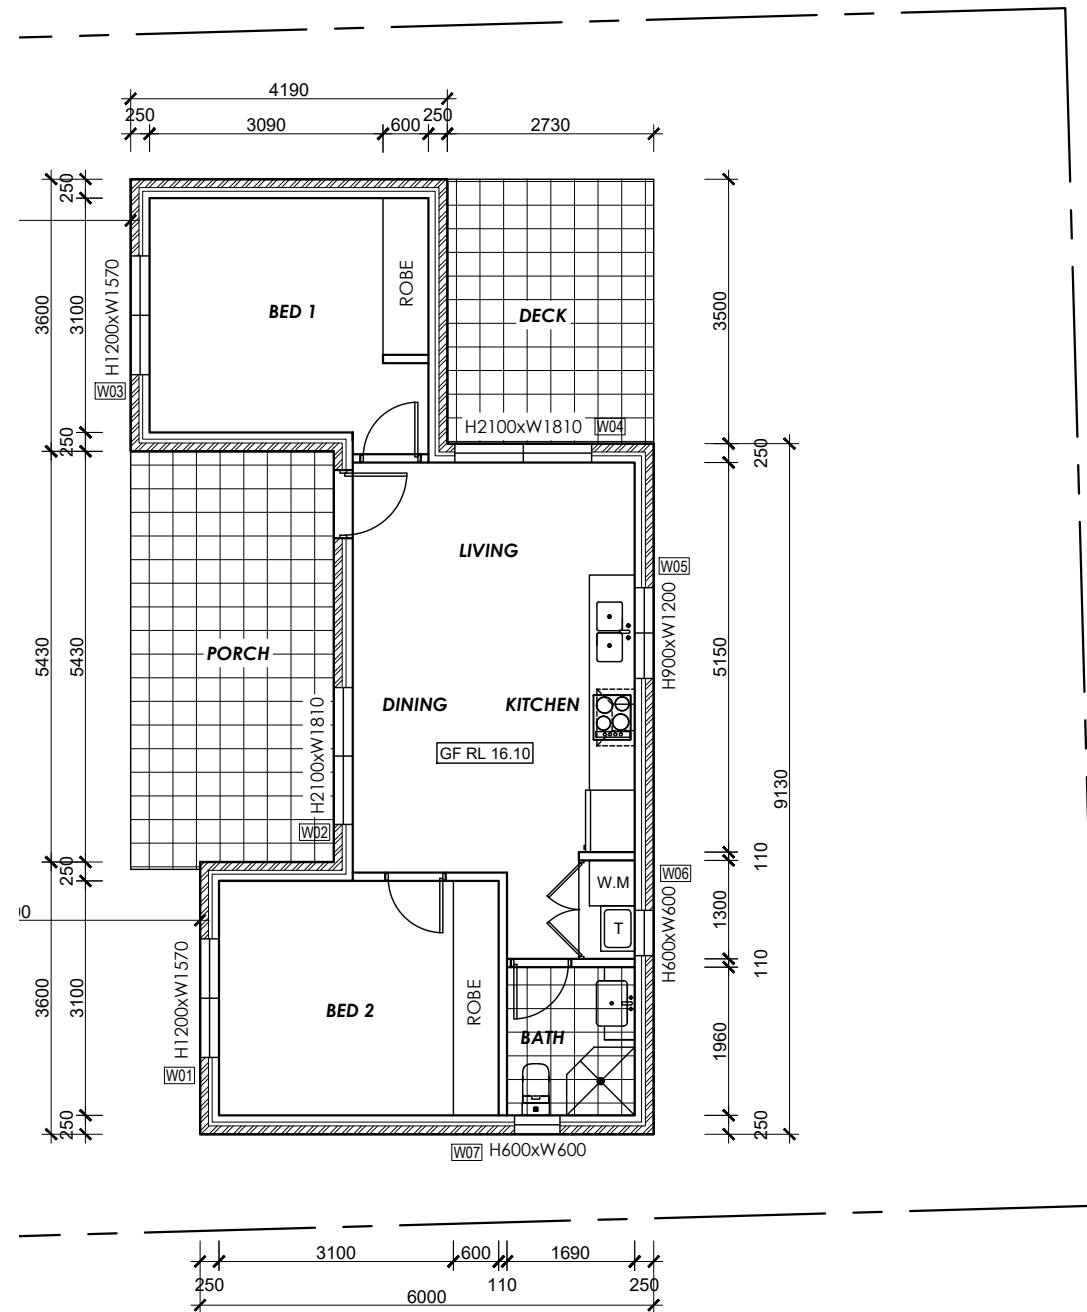 4190
250
3090
600
250
2730
250
3600
3100
250
H1200xW1570
W03
BED 1
ROBE
DECK
3500
H2100xW1810
W04
250
LIVING
W05
H900xW1200
5430
5430
PORCH
DINING
KITCHEN
GF RL 16.10
H2100xW1810
W02
5150
9130
250
110
W.M
W06
T
H600xW600
1300
110
3600
3100
H1200xW1570
W01
BED 2
ROBE
BATH
1960
250
250
W07
H600xW600
3100
600
1690
250
110
250
6000